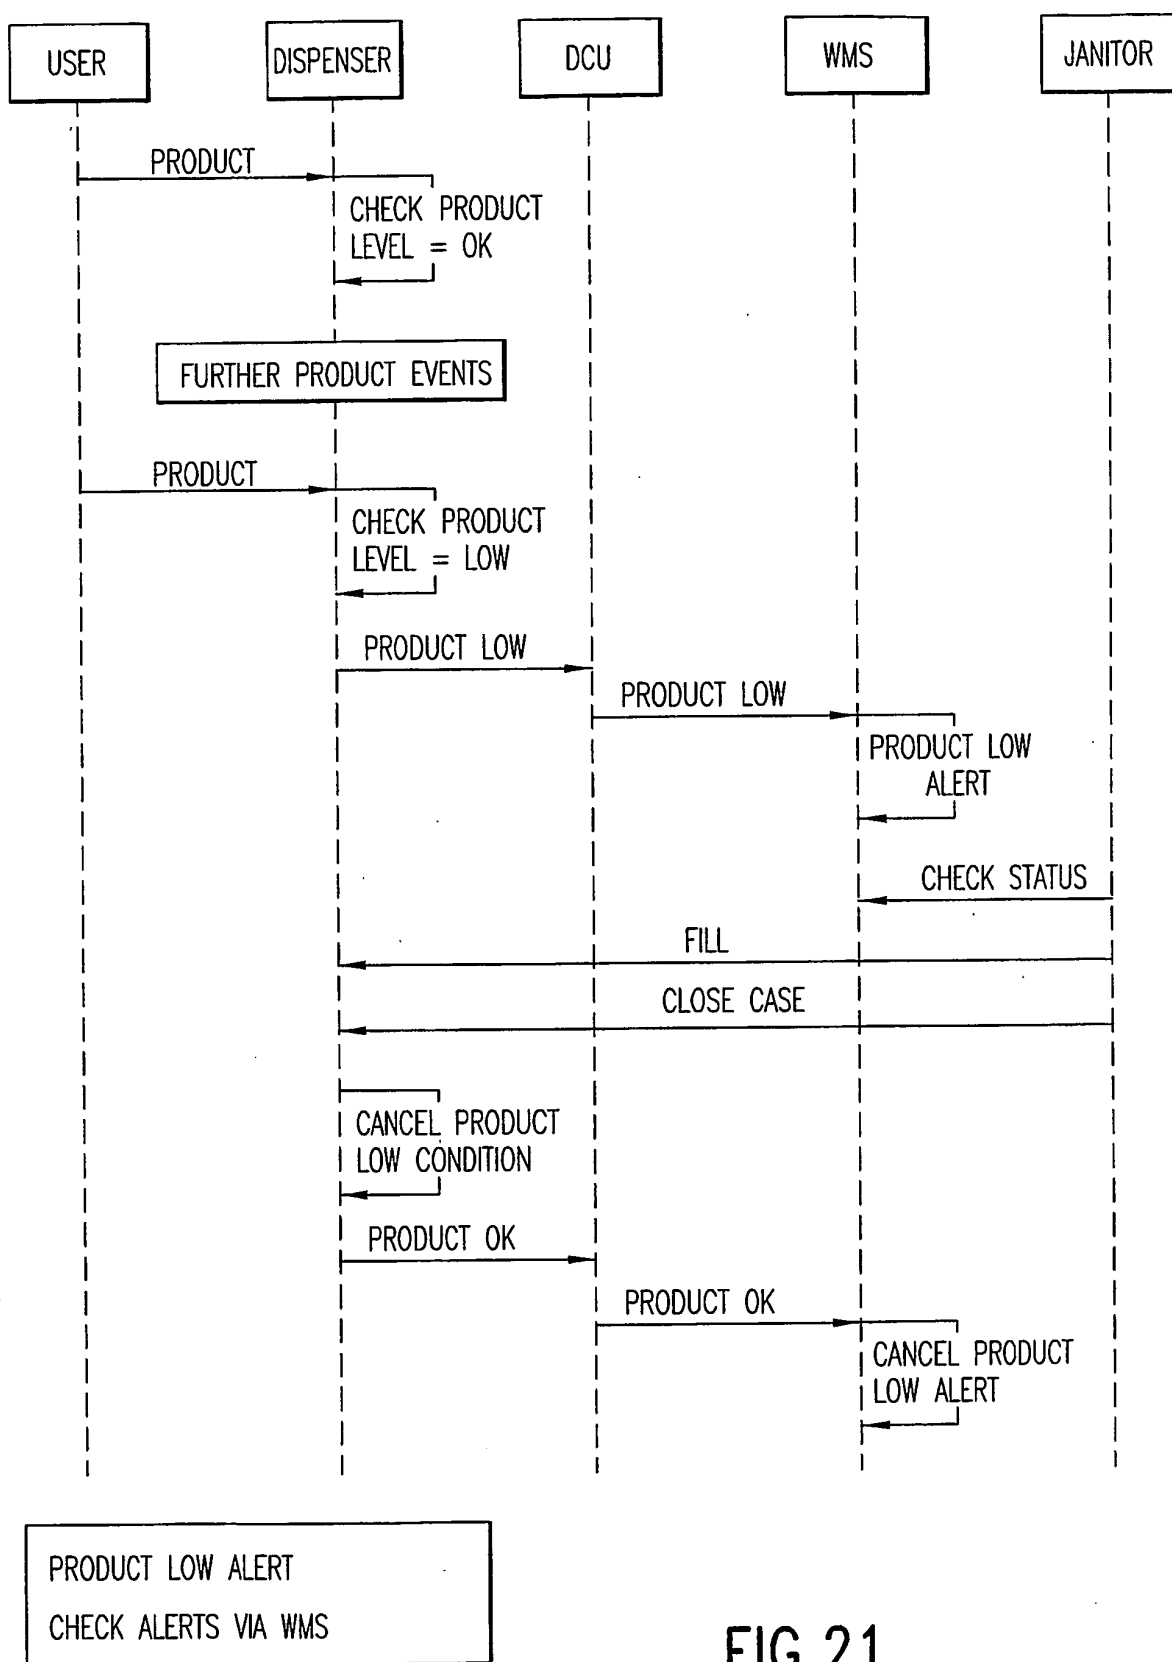 USER
DISPENSER
DCU
WMS
JANITOR
PRODUCT
CHECK PRODUCT
LEVEL = OK
FURTHER PRODUCT EVENTS
PRODUCT
CHECK PRODUCT
LEVEL = LOW
PRODUCT LOW
PRODUCT LOW
PRODUCT LOW
ALERT
CHECK STATUS
FILL
CLOSE CASE
CANCEL PRODUCT
LOW CONDITION
PRODUCT OK
PRODUCT OK
CANCEL PRODUCT
LOW ALERT
PRODUCT LOW ALERT
CHECK ALERTS VIA WMS
FIG.21